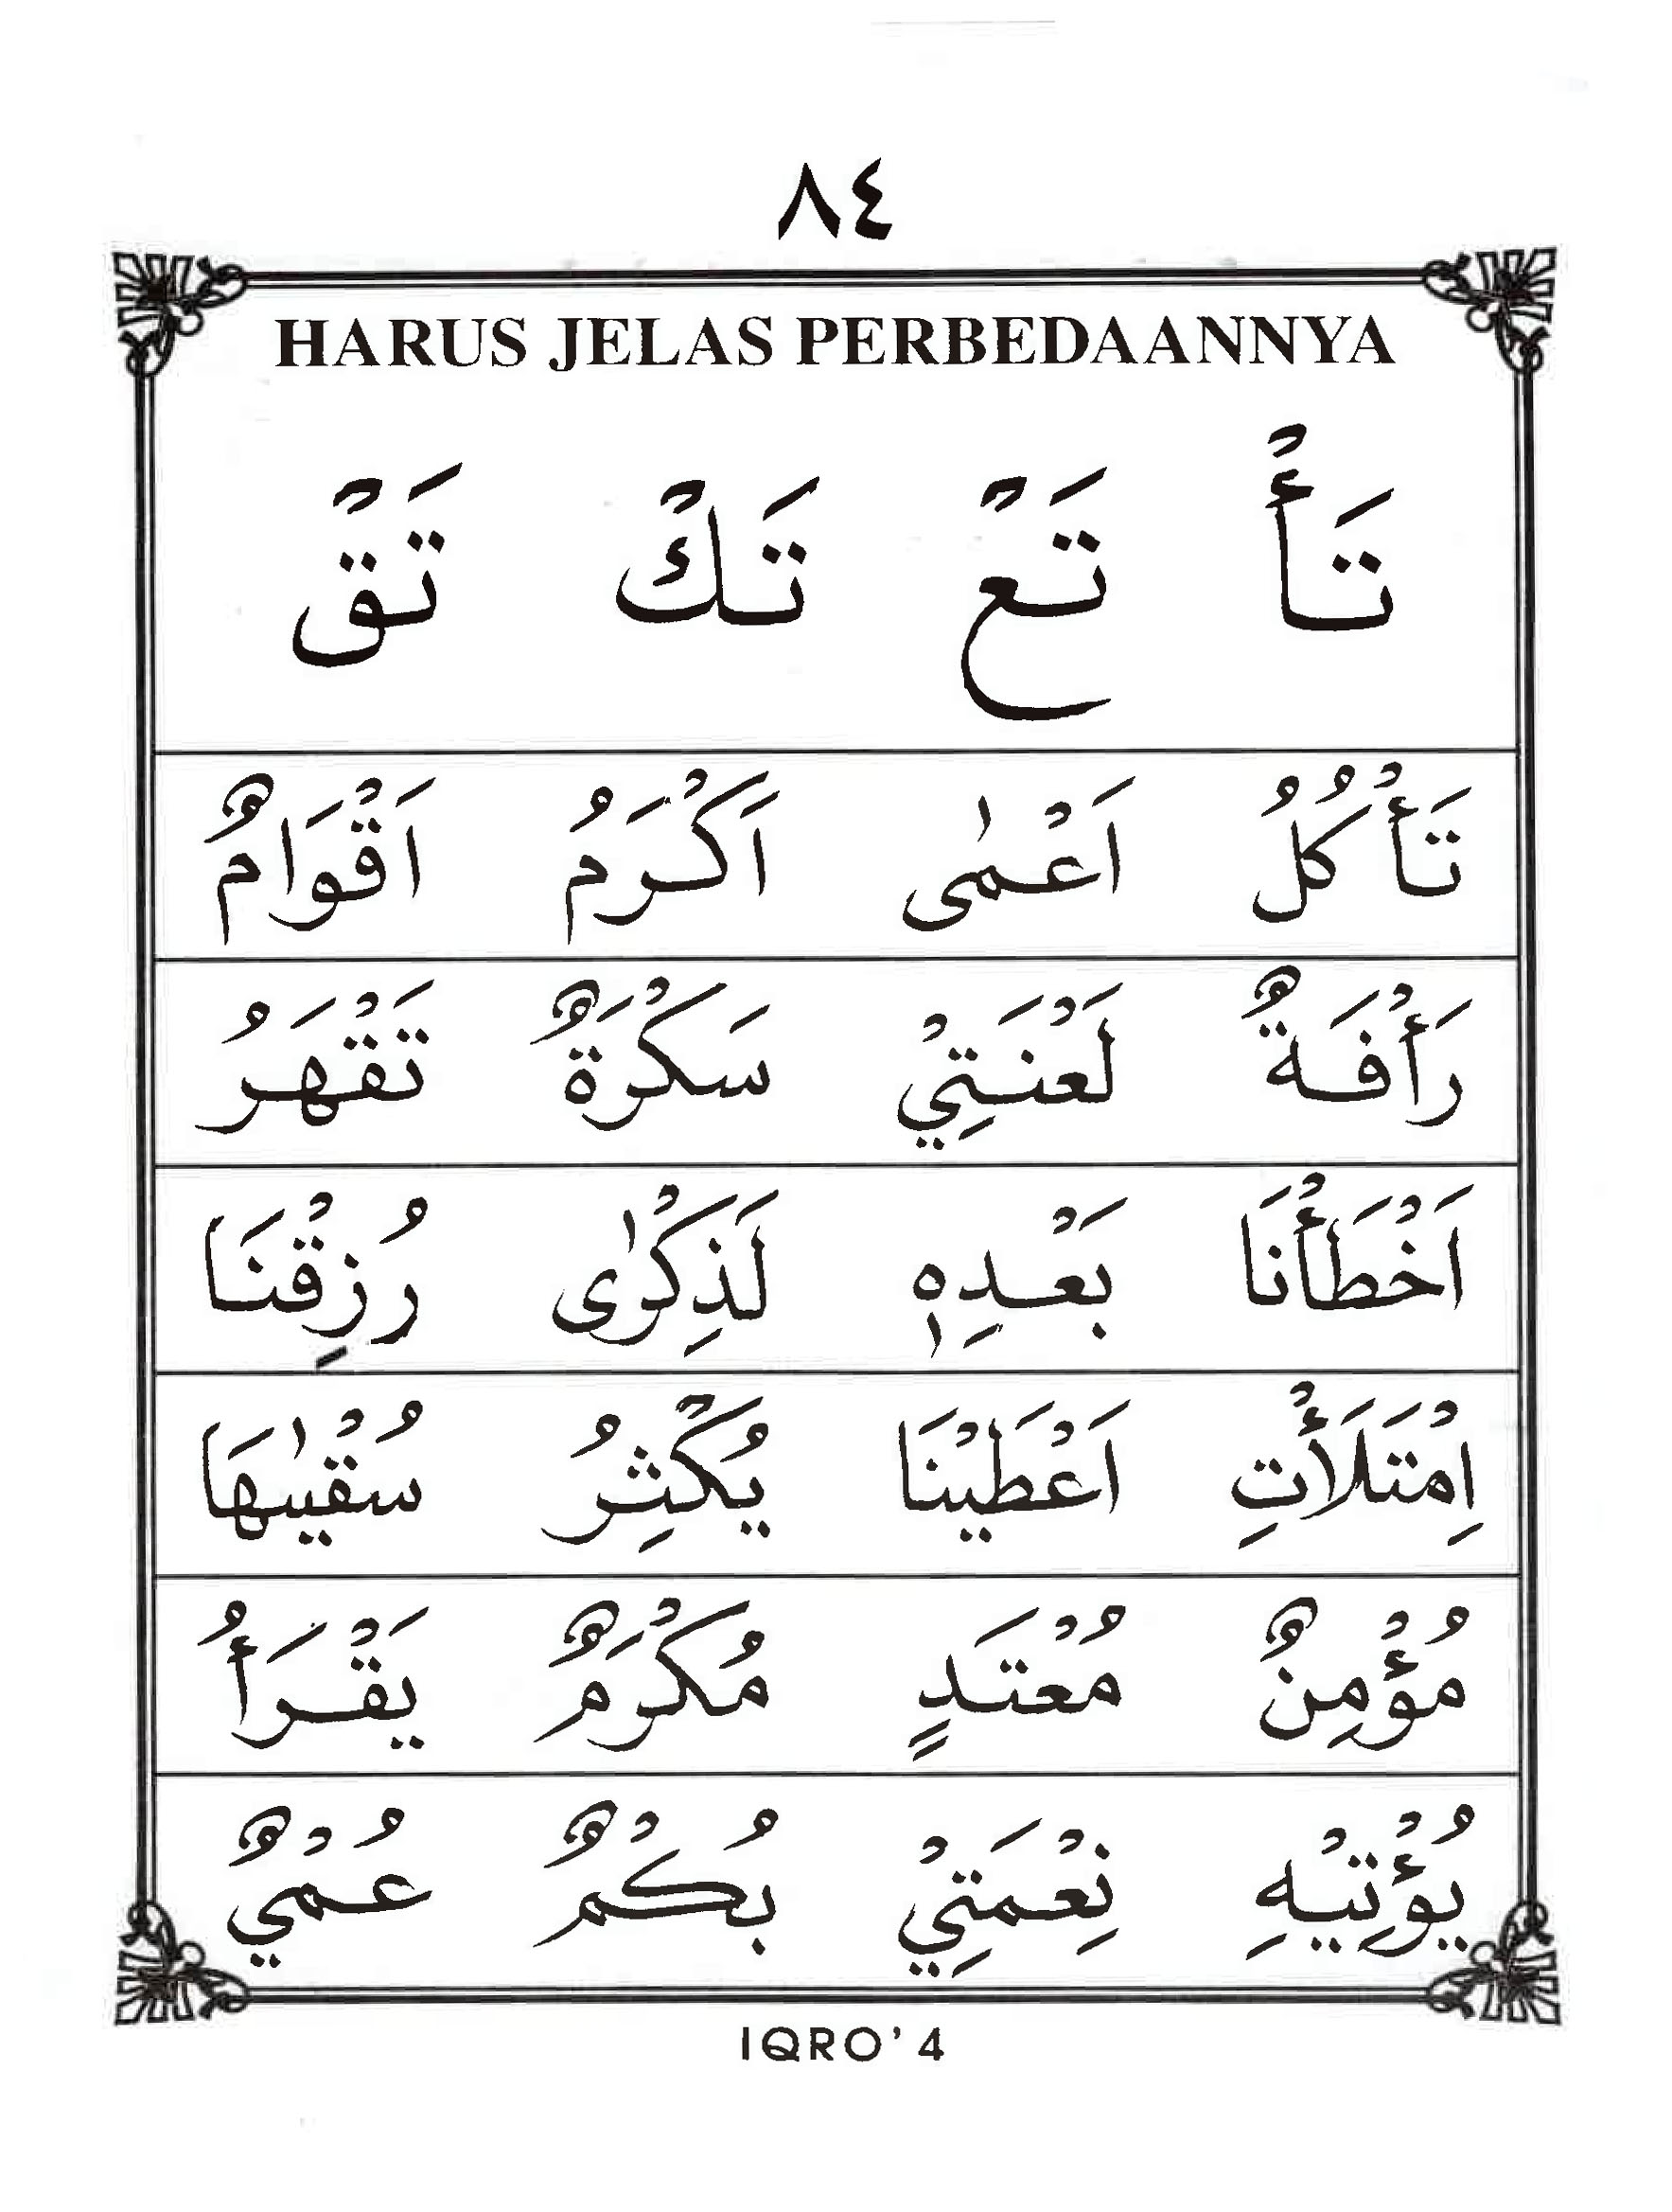 ٨٤
HARUS JELAS PERBEDAANNYA
تَأْ تَعْ تَكْ تَقْ
تَأْكُلُ اَعْمٰى اَكْرَمُ اَقْوَامٌ
رَأْفَةٌ لَعْنَتِيْ سَكْرَةٌ تَقْهَرُ
اَخْطَأْنَا بَعْدِهٖ لَذِكْرٰى رُزِقْنَا
اِمْتَلَأْتِ اَعْطَيْنَا يُكْثِرُ سُقْيٰهَا
مُؤْمِنٌ مُعْتَدٍ مُكْرَمٌ يَقْرَأُ
يُؤْتِيْهِ نِعْمَتِيْ بُكْمٌ عُمْيٌ
IQRO' 4